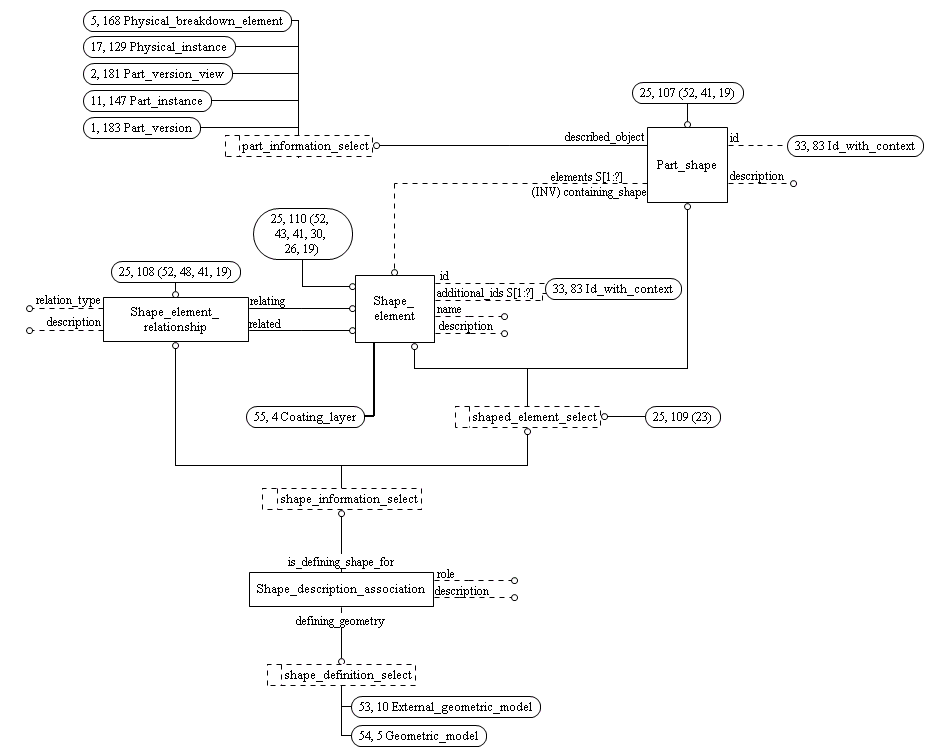 5, 168 Physical_breakdown_element
17, 129 Physical_instance
2, 181 Part_version_view
11, 147 Part_instance
1, 183 Part_version
part_information_select
described_object
25, 107 (52, 41, 19)
Part_shape
id
33, 83 Id_with_context
description
elements S[1:?]
(INV) containing_shape
25, 110 (52,
43, 41, 30,
26, 19)
25, 108 (52, 48, 41, 19)
relation_type
description
Shape_element_
relationship
relating
related
Shape_
element
id
additional_ids S[1:?]
33, 83 Id_with_context
name
description
55, 4 Coating_layer
shaped_element_select
25, 109 (23)
shape_information_select
is_defining_shape_for
Shape_description_association
role
description
defining_geometry
shape_definition_select
53, 10 External_geometric_model
54, 5 Geometric_model